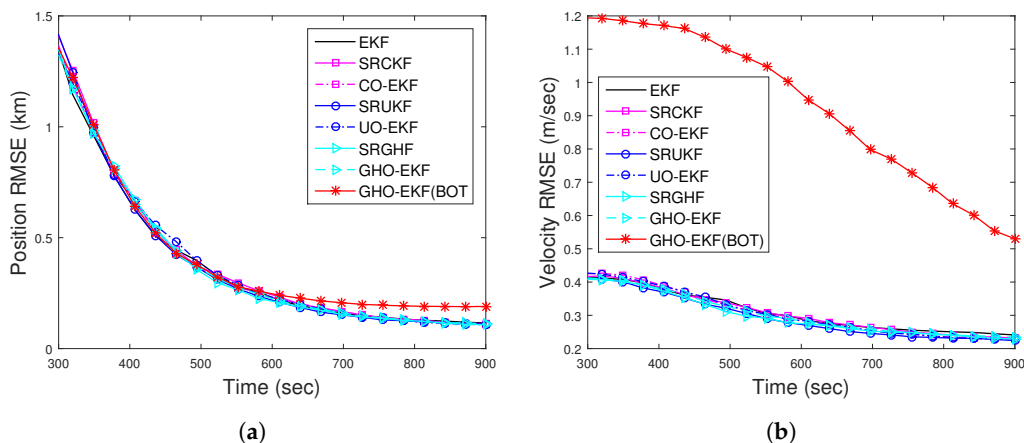 1.5
1
0.5
0
Position RMSE (km)
300 400 500 600 700 800 900
Time (sec)
EKF
SRCKF
CO-EKF
SRUKF
UO-EKF
SRGHF
GHO-EKF
GHO-EKF(BOT
(a)
1.2
1.1
1
0.9
0.8
0.7
0.6
0.5
0.4
0.3
0.2
Velocity RMSE (m/sec)
300 400 500 600 700 800 900
Time (sec)
EKF
SRCKF
CO-EKF
SRUKF
UO-EKF
SRGHF
GHO-EKF
GHO-EKF(BOT)
(b)